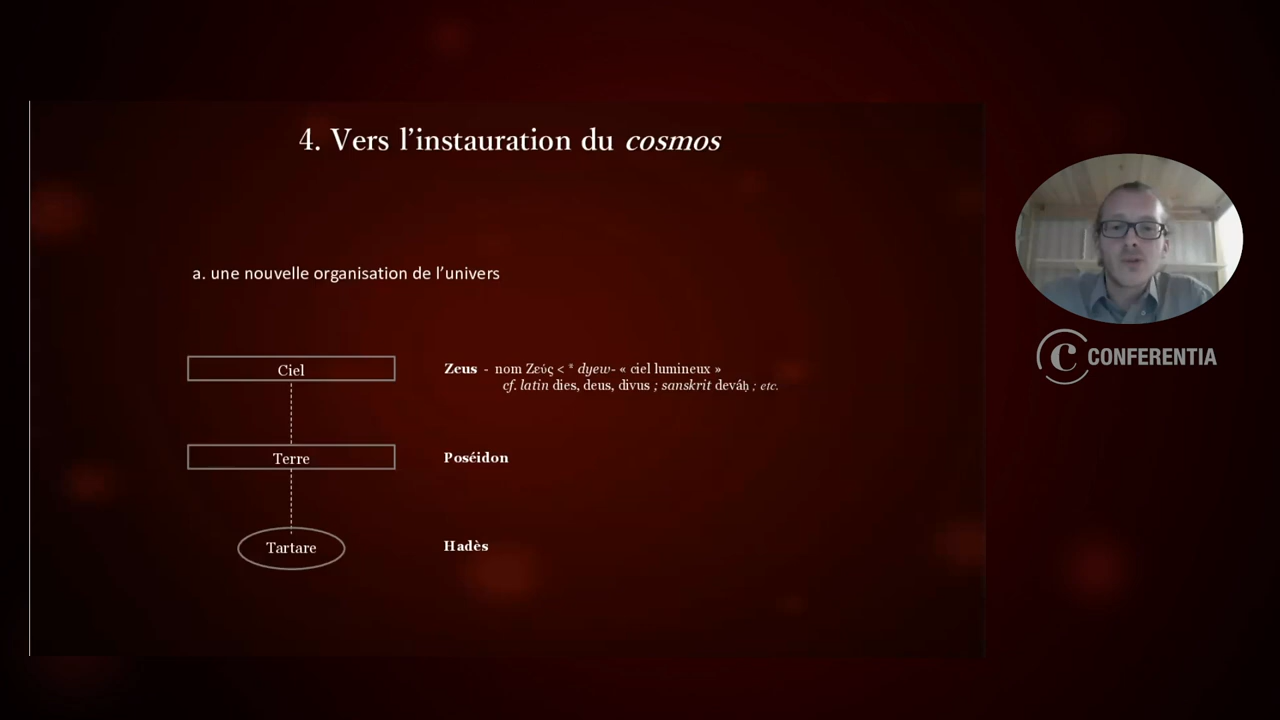 4. Vers l’instauration du cosmos
a. une nouvelle organisation de l’univers
Ciel
Zeus - nom Ζεύς < * dyew- « ciel lumineux »
cf. latin dies, deus, divus ; sanskrit deváḥ ; etc.
Terre
Poséidon
Tartare
Hadès
C CONFERENTIA